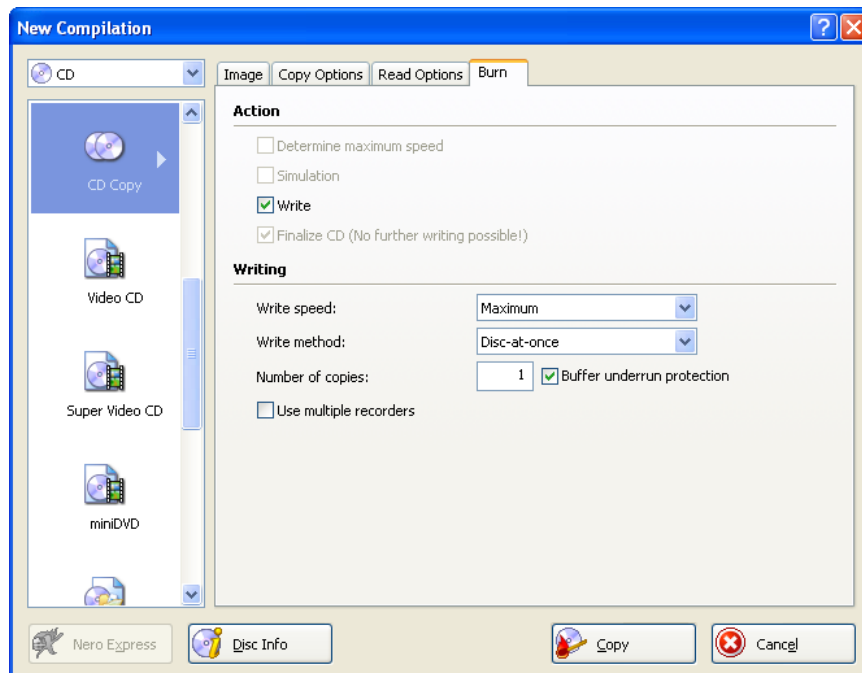 New Compilation
CD
Image Copy Options Read Options Burn
CD Copy
Video CD
Super Video CD
miniDVD
Action
Determine maximum speed
Simulation
Write
Finalize CD (No further writing possible!)
Writing
Write speed: Maximum
Write method: Disc-at-once
Number of copies: 1 Buffer underrun protection
Use multiple recorders
Nero Express Disc Info Copy Cancel